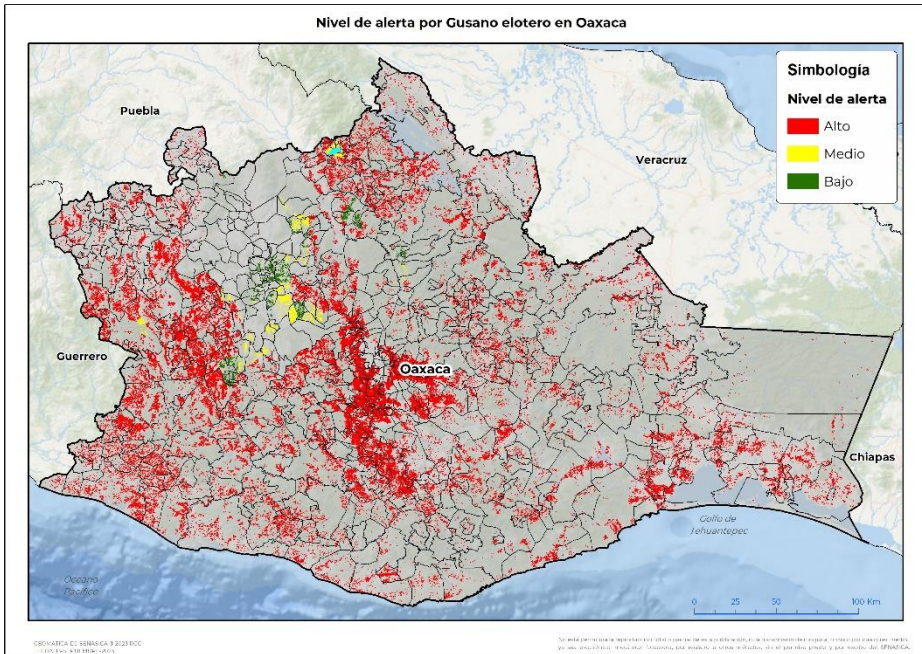 Nivel de alerta por Gusano elotero en Oaxaca
Simbología
Nivel de alerta
Alto
Medio
Bajo
Puebla
Veracruz
Guerrero
Oaxaca
Chiapas
Golfo de
Tehuantepec
Océano
Pacífico
0 25 50 100 Km